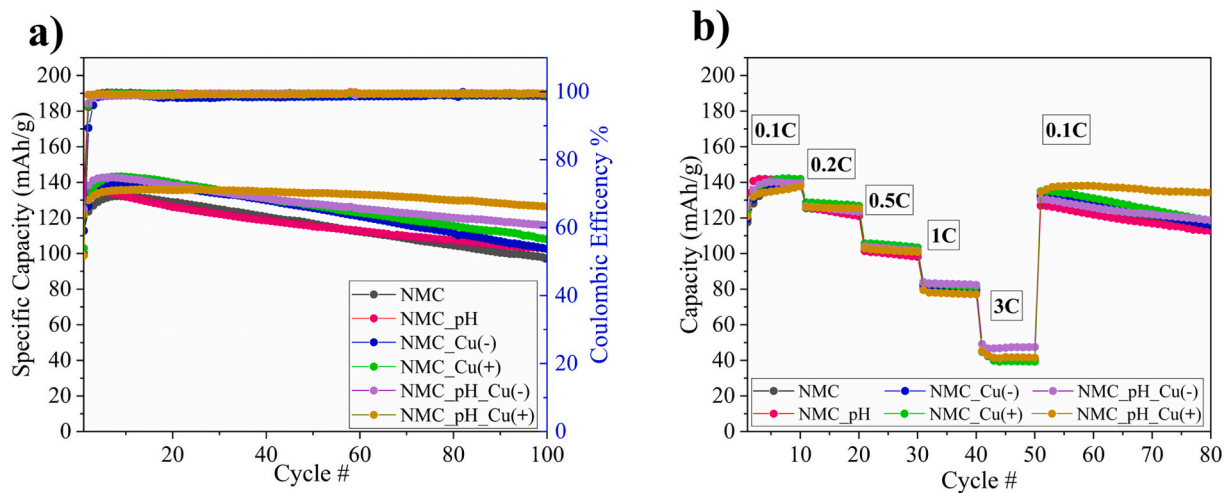 a)
Specific Capacity (mAh/g)
200
180
160
140
120
100
80
60
40
20
0
100
80
60
40
20
0
Coulombic Efficency %
NMC
NMC_pH
NMC_Cu(-)
NMC_Cu(+)
NMC_pH_Cu(-)
NMC_pH_Cu(+)
20 40 60 80 100
Cycle #
b)
Capacity (mAh/g)
200
180
160
140
120
100
80
60
40
20
0
0.1C
0.2C
0.5C
1C
3C
0.1C
NMC NMC_Cu(-) NMC_pH_Cu(-)
NMC_pH NMC_Cu(+) NMC_pH_Cu(+)
10 20 30 40 50 60 70 80
Cycle #